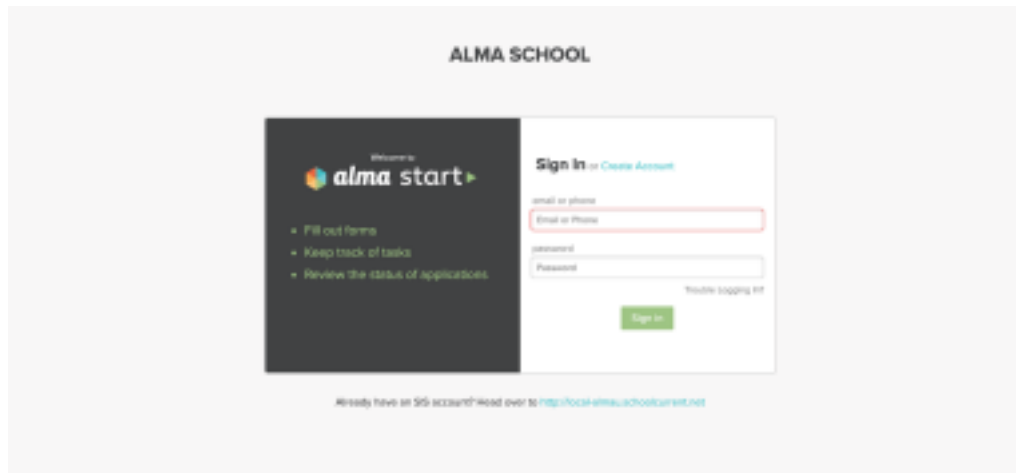 ALMA SCHOOL
Welcome to
alma start
Fill out forms
Keep track of tasks
Review the status of applications
Sign In or Create Account
email or phone
Email or Phone
password
Password
Trouble Logging In?
Sign in
Already have an SIS account? Head over to